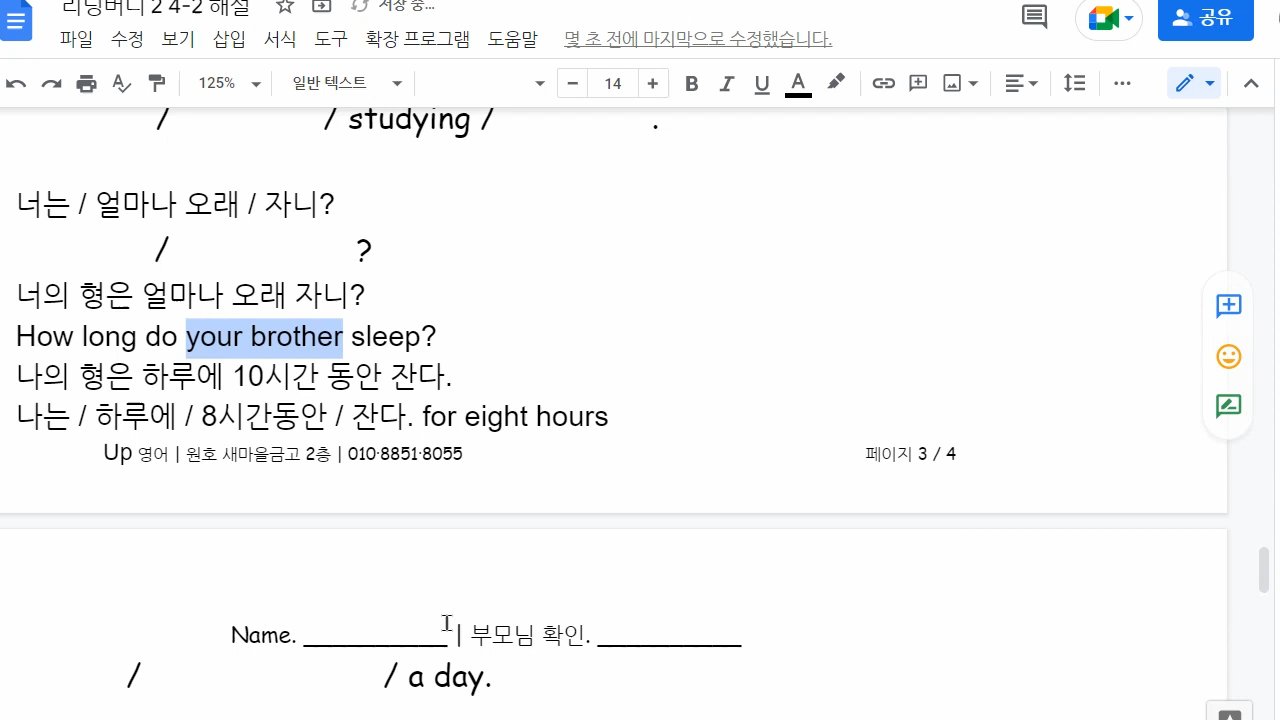 리딩버디 2 4-2 해설 저장 중...
파일 수정 보기 삽입 서식 도구 확장 프로그램 도움말 몇 초 전에 마지막으로 수정했습니다.
공유
125% 일반 텍스트 14 B I U A
/ / studying / .
너는 / 얼마나 오래 / 자니?
/ ?
너의 형은 얼마나 오래 자니?
How long do your brother sleep?
나의 형은 하루에 10시간 동안 잔다.
나는 / 하루에 / 8시간동안 / 잔다. for eight hours
Up 영어 | 원호 새마을금고 2층 | 010·8851·8055 페이지 3 / 4
Name. ___________ | 부모님 확인. ___________
/ / a day.